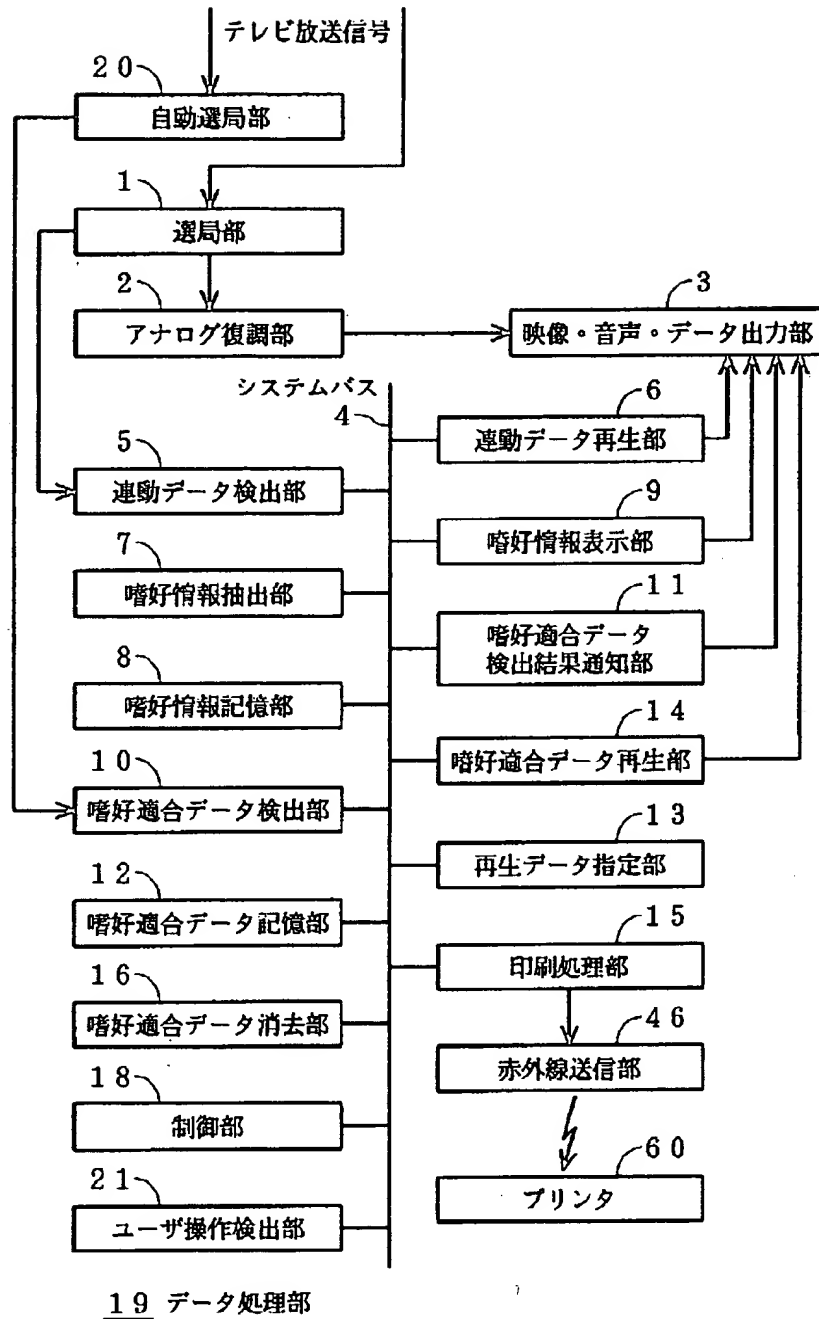 テレビ放送信号
20
自動選局部
1
選局部
2
アナログ復調部
3
映像・音声・データ出力部
システムバス
4
5
連動データ検出部
7
嗜好情報抽出部
8
嗜好情報記憶部
10
嗜好適合データ検出部
12
嗜好適合データ記憶部
16
嗜好適合データ消去部
18
制御部
21
ユーザ操作検出部
6
連動データ再生部
9
嗜好情報表示部
11
嗜好適合データ
検出結果通知部
14
嗜好適合データ再生部
13
再生データ指定部
15
印刷処理部
46
赤外線送信部
60
プリンタ
19 データ処理部